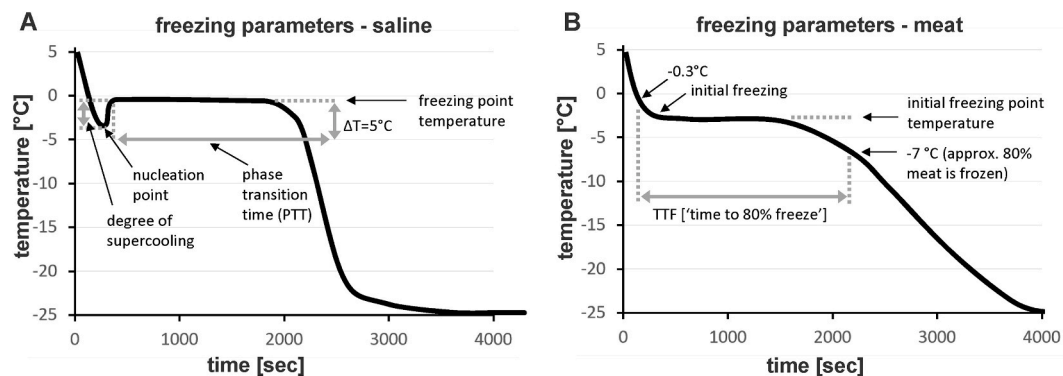 A
freezing parameters - saline
5
0
-5
-10
-15
-20
-25
temperature [°C]
freezing point
temperature
ΔT=5°C
nucleation
point
phase
transition
time (PTT)
degree of
supercooling
0
1000
2000
3000
4000
time [sec]
B
freezing parameters - meat
5
0
-5
-10
-15
-20
-25
temperature [°C]
-0.3°C
initial freezing
initial freezing point
temperature
-7 °C (approx. 80%
meat is frozen)
TTF [‘time to 80% freeze’]
0
1000
2000
3000
4000
time [sec]